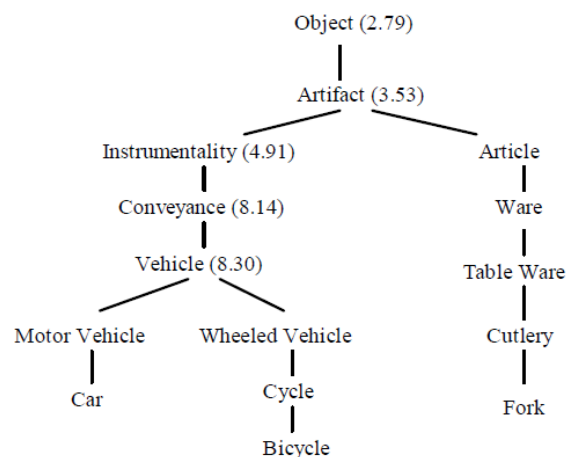 Object (2.79)
Artifact (3.53)
Instrumentality (4.91)
Article
Conveyance (8.14)
Ware
Vehicle (8.30)
Table Ware
Motor Vehicle
Wheeled Vehicle
Cutlery
Car
Cycle
Fork
Bicycle